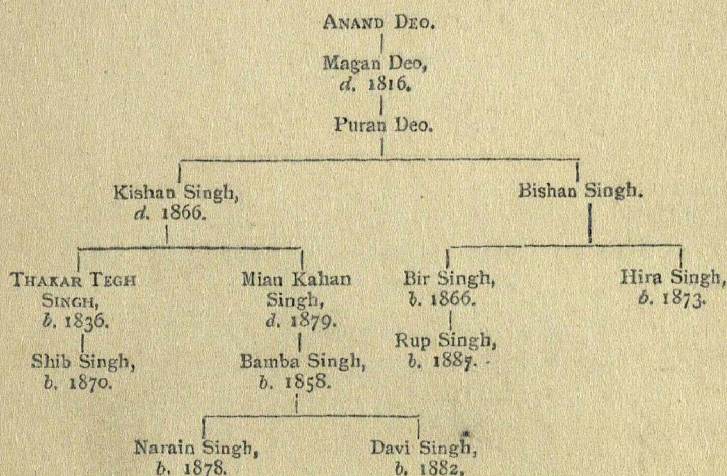 ANAND DEO.
Magan Deo,
d. 1816.
Puran Deo.
Kishan Singh,
d. 1866.
Bishan Singh.
THAKAR TEGH
SINGH,
b. 1836.
Mian Kahan
Singh,
d. 1879.
Bir Singh,
b. 1866.
Hira Singh,
b. 1873.
Shib Singh,
b. 1870.
Bamba Singh,
b. 1858.
Rup Singh,
b. 1887.
Narain Singh,
b. 1878.
Davi Singh,
b. 1882.